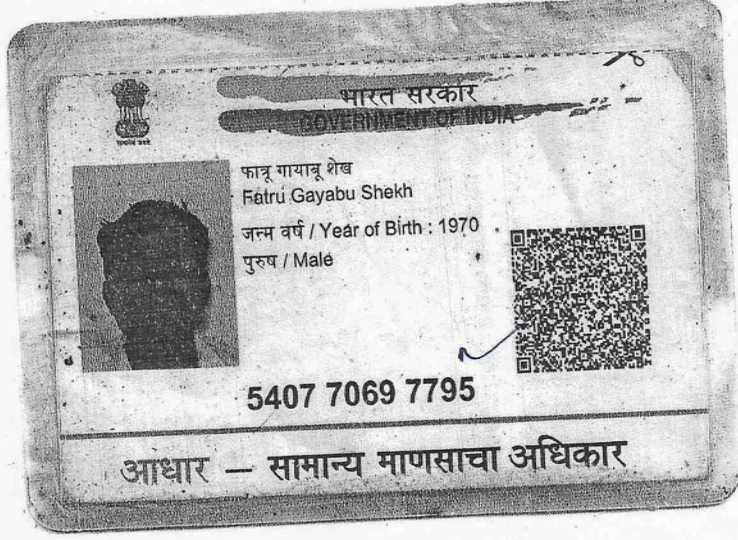 भारत सरकार
GOVERNMENT OF INDIA
फात्रू गायाबू शेख
Fatru Gayabu Shekh
जन्म वर्ष / Year of Birth : 1970
पुरुष / Male
5407 7069 7795
आधार — सामान्य माणसाचा अधिकार